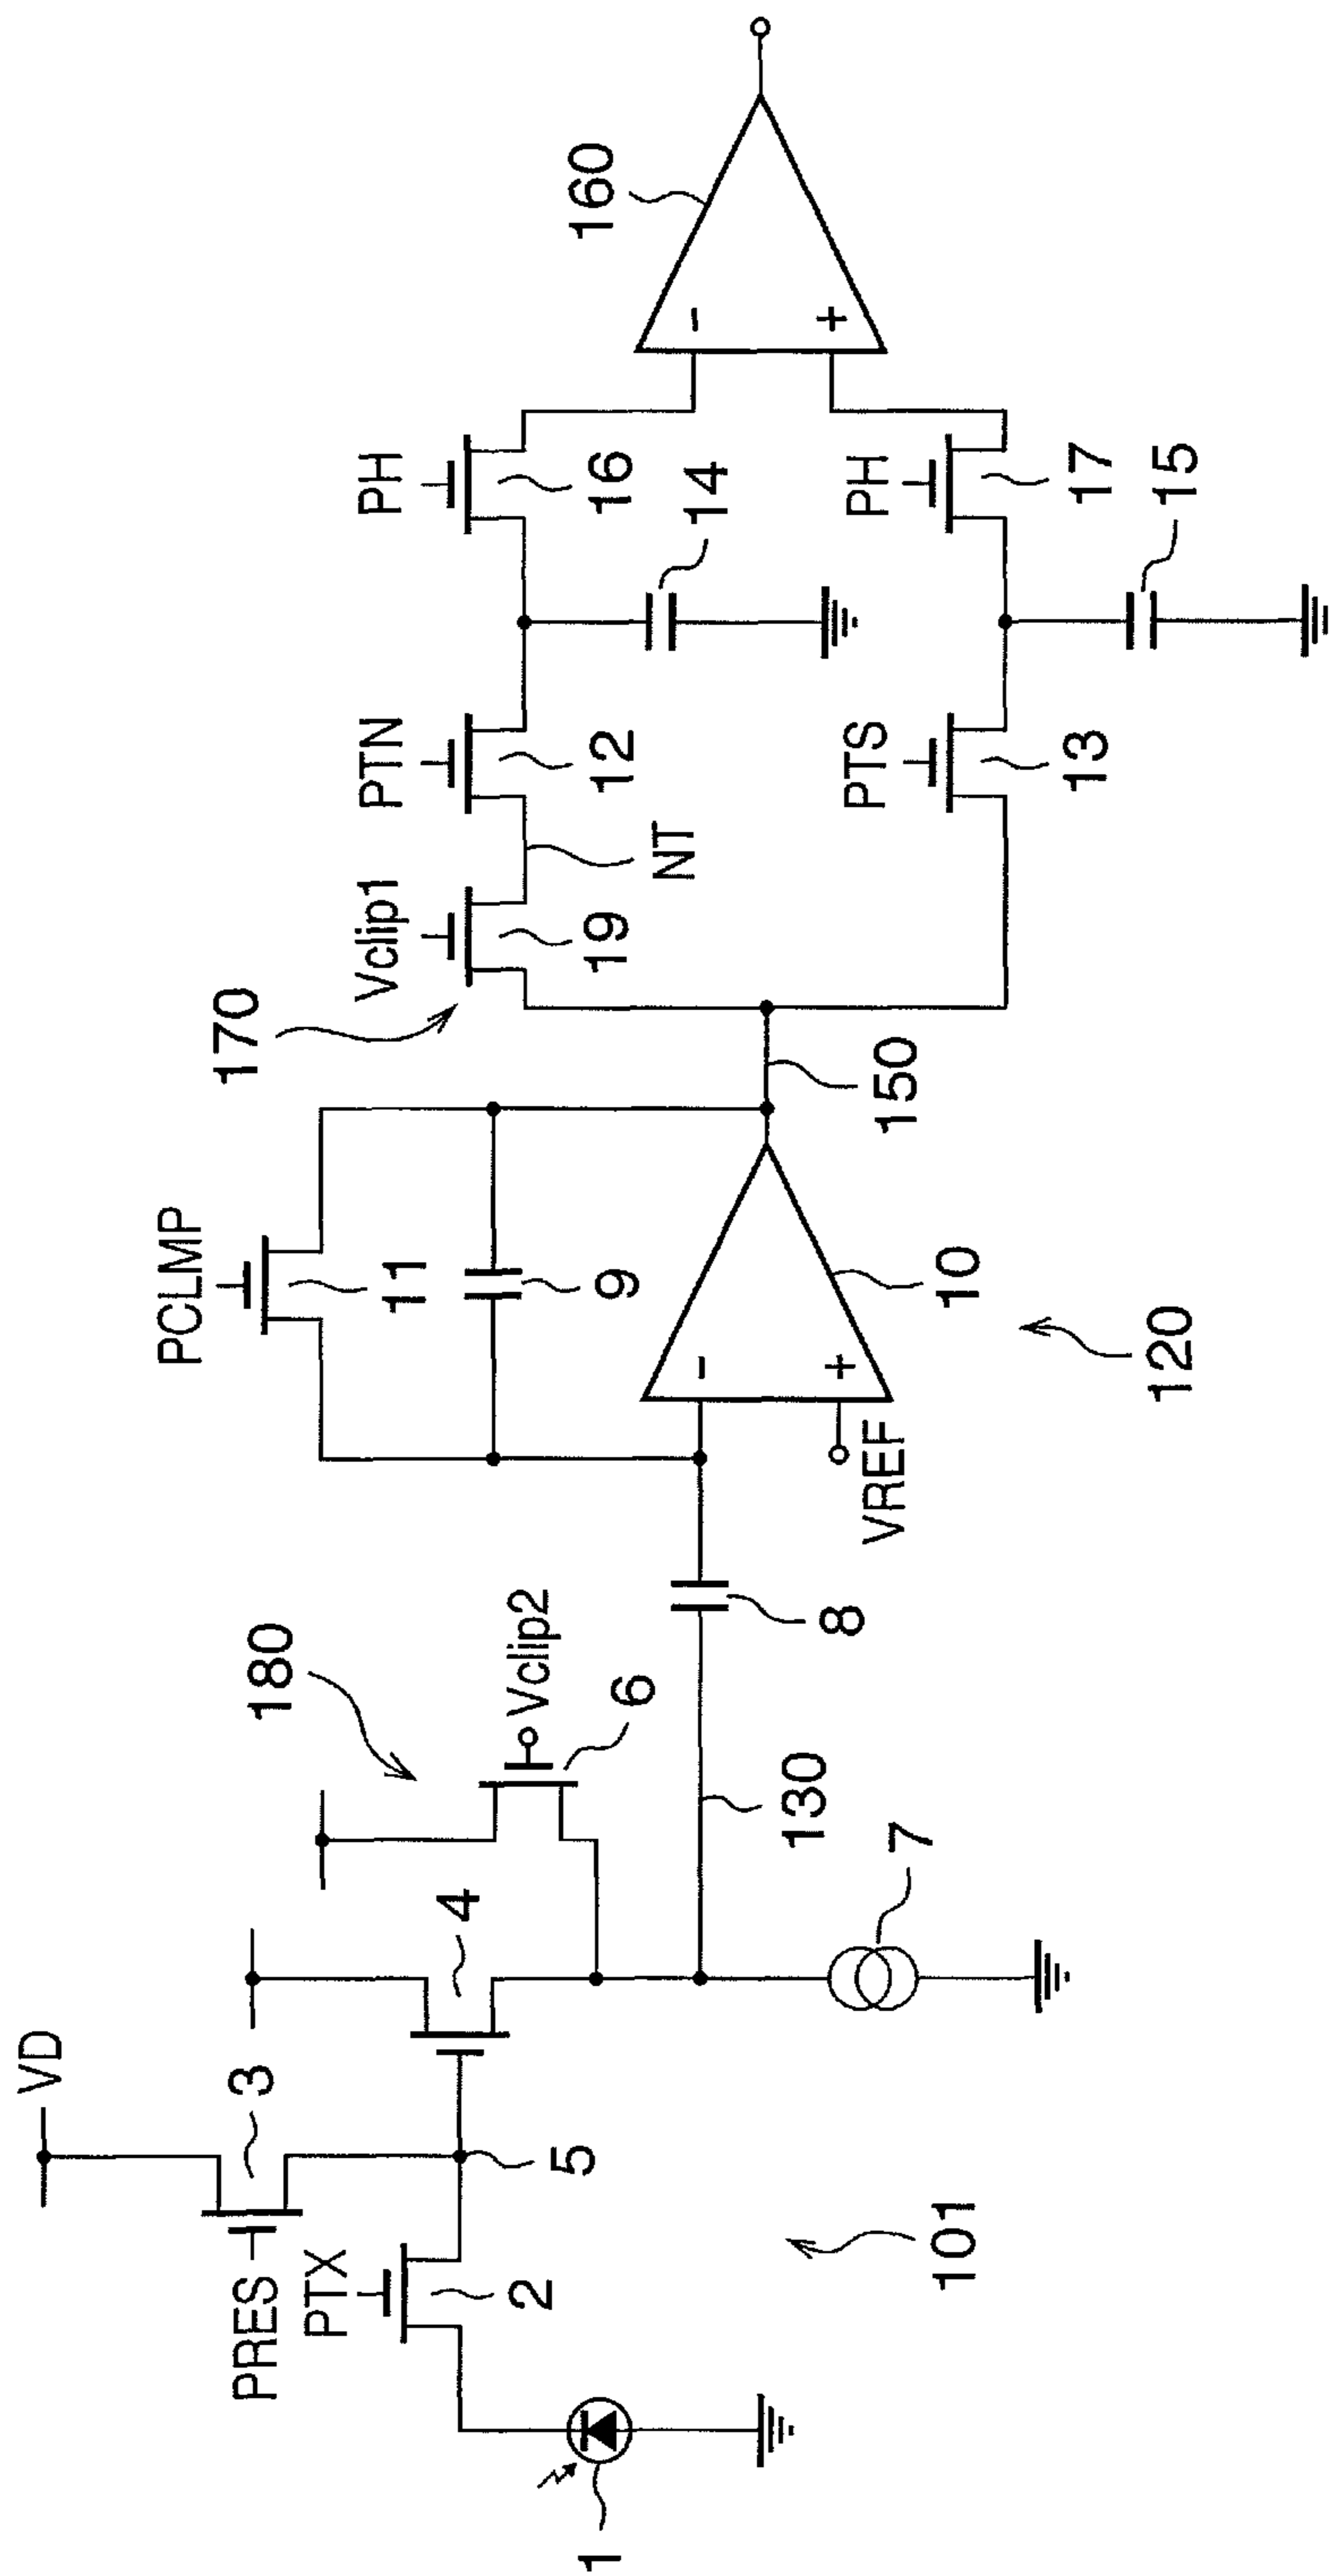 VD
PRES
3
PTX
2
1
5
4
101
180
Vclip2
6
130
7
8
PCLMP
11
9
VREF
10
120
150
170
Vclip1
19
NT
PTN
12
PTS
13
PH
16
14
PH
17
15
160
-
+
-
+